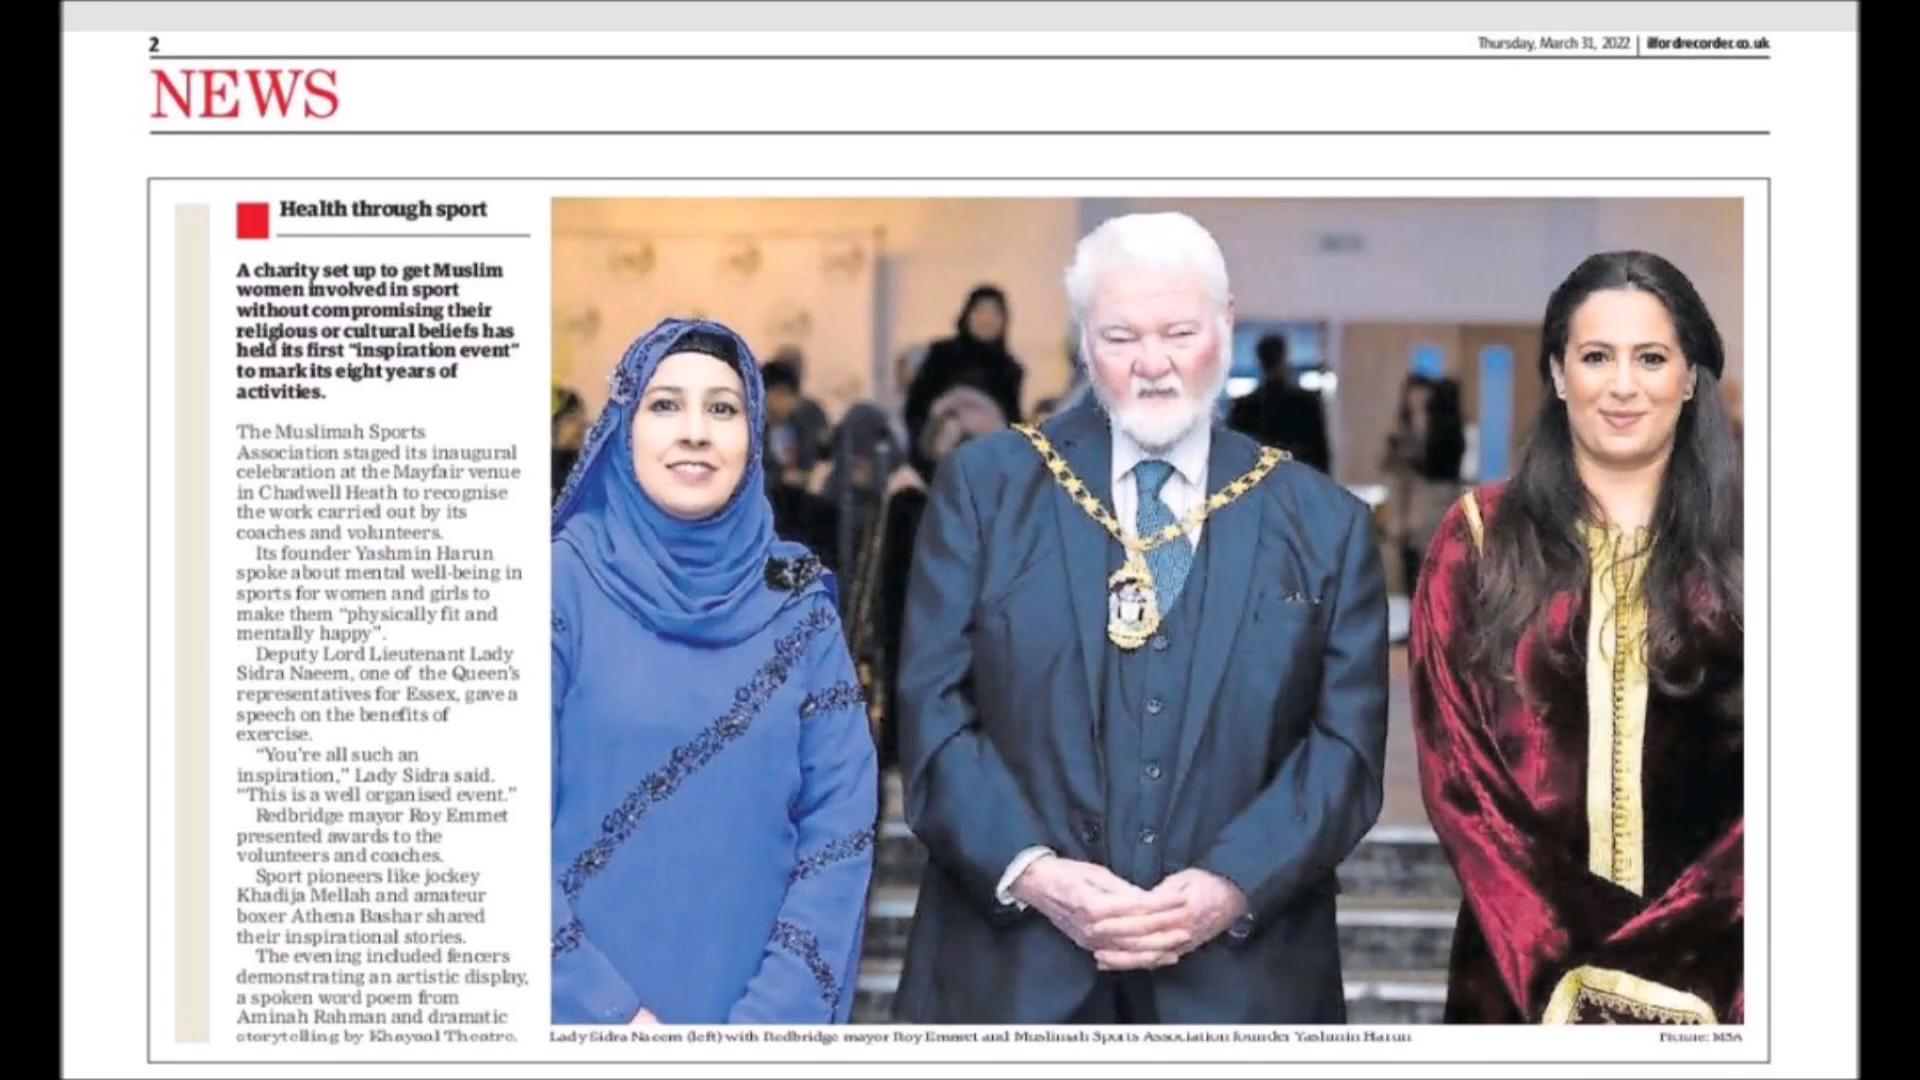 2
Thursday, March 31, 2022 | ilfordrecorder.co.uk
NEWS
Health through sport
A charity set up to get Muslim
women involved in sport
without compromising their
religious or cultural beliefs has
held its first "inspiration event"
to mark its eight years of
activities.
The Muslimah Sports
Association staged its inaugural
celebration at the Mayfair venue
in Chadwell Heath to recognise
the work carried out by its
coaches and volunteers.
Its founder Yashmin Harun
spoke about mental well-being in
sports for women and girls to
make them "physically fit and
mentally happy".
Deputy Lord Lieutenant Lady
Sidra Naeem, one of the Queen's
representatives for Essex, gave a
speech on the benefits of
exercise.
"You're all such an
inspiration," Lady Sidra said.
"This is a well organised event."
Redbridge mayor Roy Emmet
presented awards to the
volunteers and coaches.
Sport pioneers like jockey
Khadija Mellah and amateur
boxer Athena Bashar shared
their inspirational stories.
The evening included fencers
demonstrating an artistic display,
a spoken word poem from
Aminah Rahman and dramatic
storytelling by Khayaal Theatre.
Lady Sidra Naeem (left) with Redbridge mayor Roy Emmet and Muslimah Sports Association founder Yashmin Harun
Picture: MSA